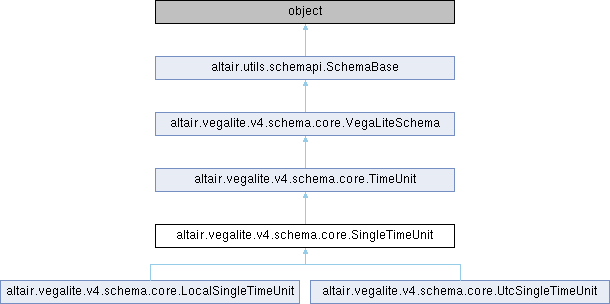 object
altair.utils.schemapi.SchemaBase
altair.vegalite.v4.schema.core.VegaLiteSchema
altair.vegalite.v4.schema.core.TimeUnit
altair.vegalite.v4.schema.core.SingleTimeUnit
altair.vegalite.v4.schema.core.LocalSingleTimeUnit
altair.vegalite.v4.schema.core.UtcSingleTimeUnit